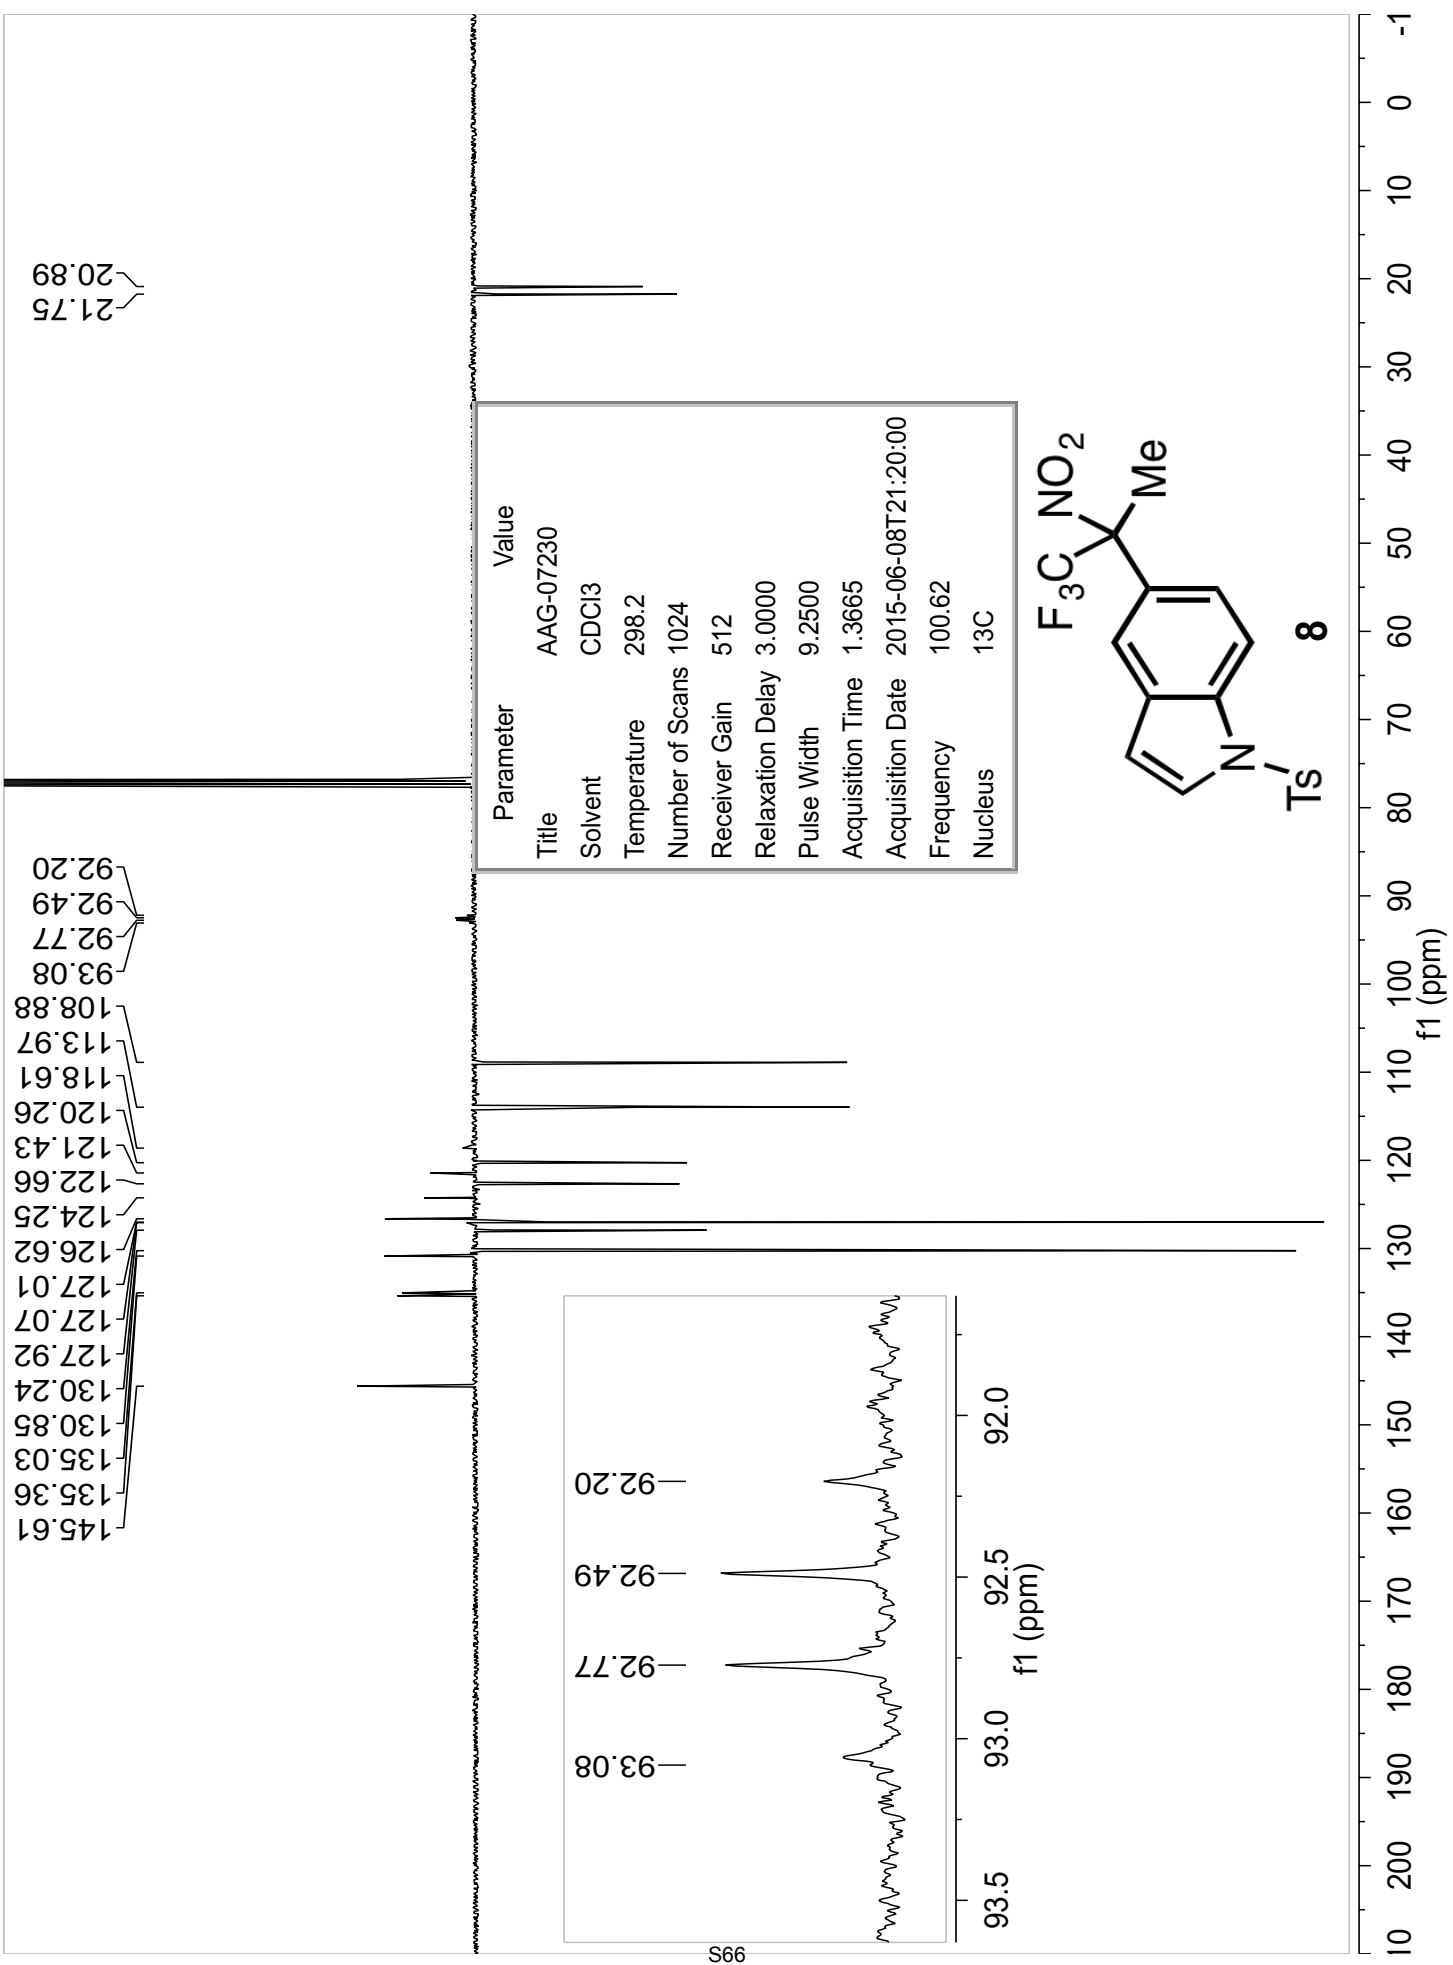 145.61
135.36
135.03
130.85
130.24
127.92
127.07
127.01
126.62
124.25
122.66
121.43
120.26
118.61
113.97
108.88
93.08
92.77
92.49
92.20
21.75
20.89
Parameter Value
Title AAG-07230
Solvent CDCl3
Temperature 298.2
Number of Scans 1024
Receiver Gain 512
Relaxation Delay 3.0000
Pulse Width 9.2500
Acquisition Time 1.3665
Acquisition Date 2015-06-08T21:20:00
Frequency 100.62
Nucleus 13C
93.08
92.77
92.49
92.20
93.5 93.0 92.5 92.0
f1 (ppm)
F3C NO2
Me
N
Ts
8
10 200 190 180 170 160 150 140 130 120 110 100 90 80 70 60 50 40 30 20 10 0 -1
f1 (ppm)
S66